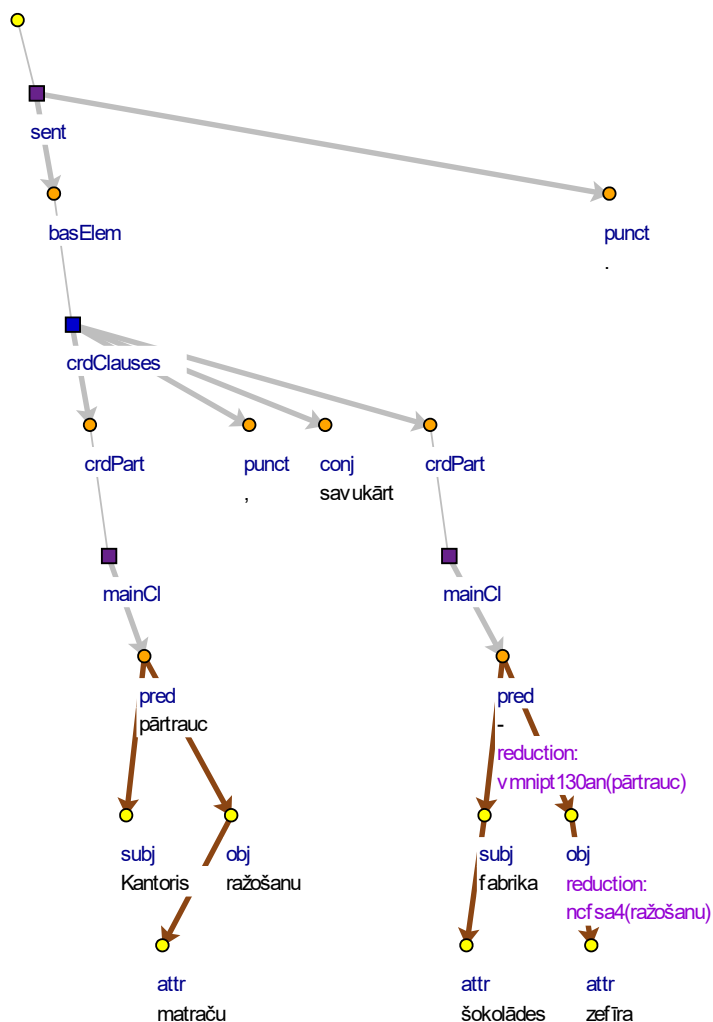 sent
basElem
punct
.
crdClauses
crdPart
punct
,
conj
savukārt
crdPart
mainCl
mainCl
pred
pārtrauc
pred
-
reduction:
vmnipt130an(pārtrauc)
subj
Kantoris
obj
ražošanu
subj
fabrika
obj
reduction:
ncfsa4(ražošanu)
attr
matraču
attr
šokolādes
attr
zefīra